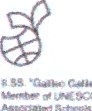 I.I.SS. "Galileo Galile
Member of UNESCO
Associated Schools